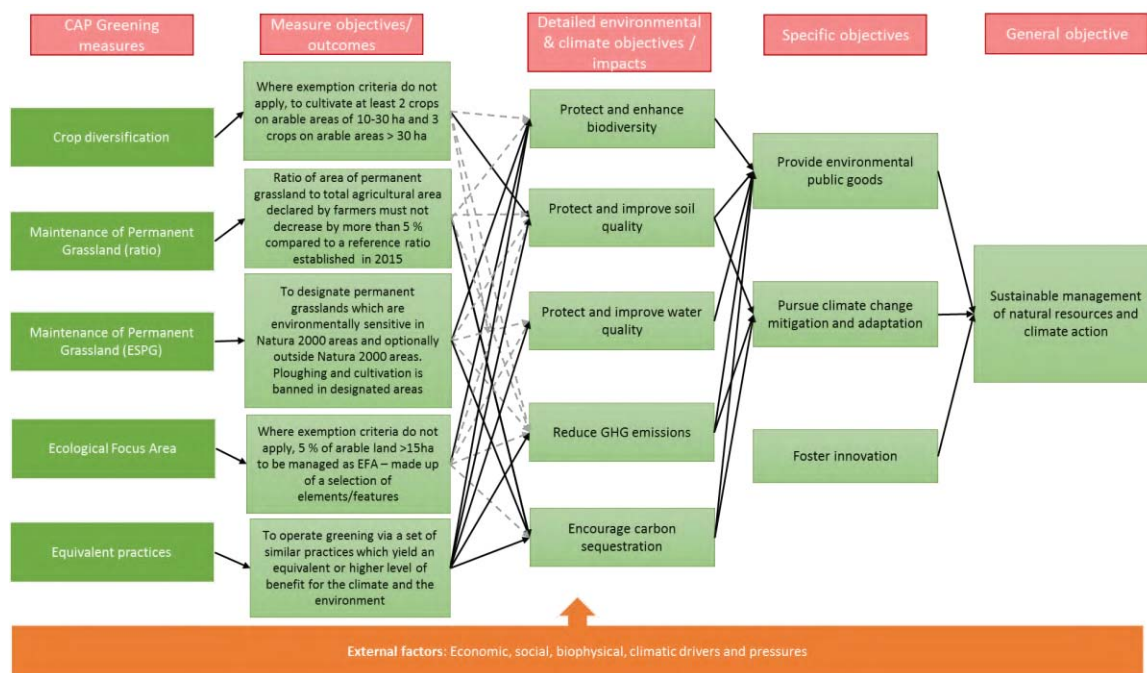 CAP Greening
measures
Measure objectives/
outcomes
Detailed environmental
& climate objectives /
impacts
Specific objectives
General objective
Crop diversification
Maintenance of Permanent
Grassland (ratio)
Maintenance of Permanent
Grassland (ESPG)
Ecological Focus Area
Equivalent practices
Where exemption criteria do
not apply, to cultivate at least 2 crops
on arable areas of 10-30 ha and 3
crops on arable areas > 30 ha
Ratio of area of permanent
grassland to total agricultural area
declared by farmers must not
decrease by more than 5 %
compared to a reference ratio
established in 2015
To designate permanent
grasslands which are
environmentally sensitive in
Natura 2000 areas and optionally
outside Natura 2000 areas.
Ploughing and cultivation is
banned in designated areas
Where exemption criteria do not
apply, 5 % of arable land >15ha
to be managed as EFA – made up
of a selection of
elements/features
To operate greening via a set of
similar practices which yield an
equivalent or higher level of
benefit for the climate and the
environment
Protect and enhance
biodiversity
Protect and improve soil
quality
Protect and improve water
quality
Reduce GHG emissions
Encourage carbon
sequestration
Provide environmental
public goods
Pursue climate change
mitigation and adaptation
Foster innovation
Sustainable management
of natural resources and
climate action
External factors: Economic, social, biophysical, climatic drivers and pressures